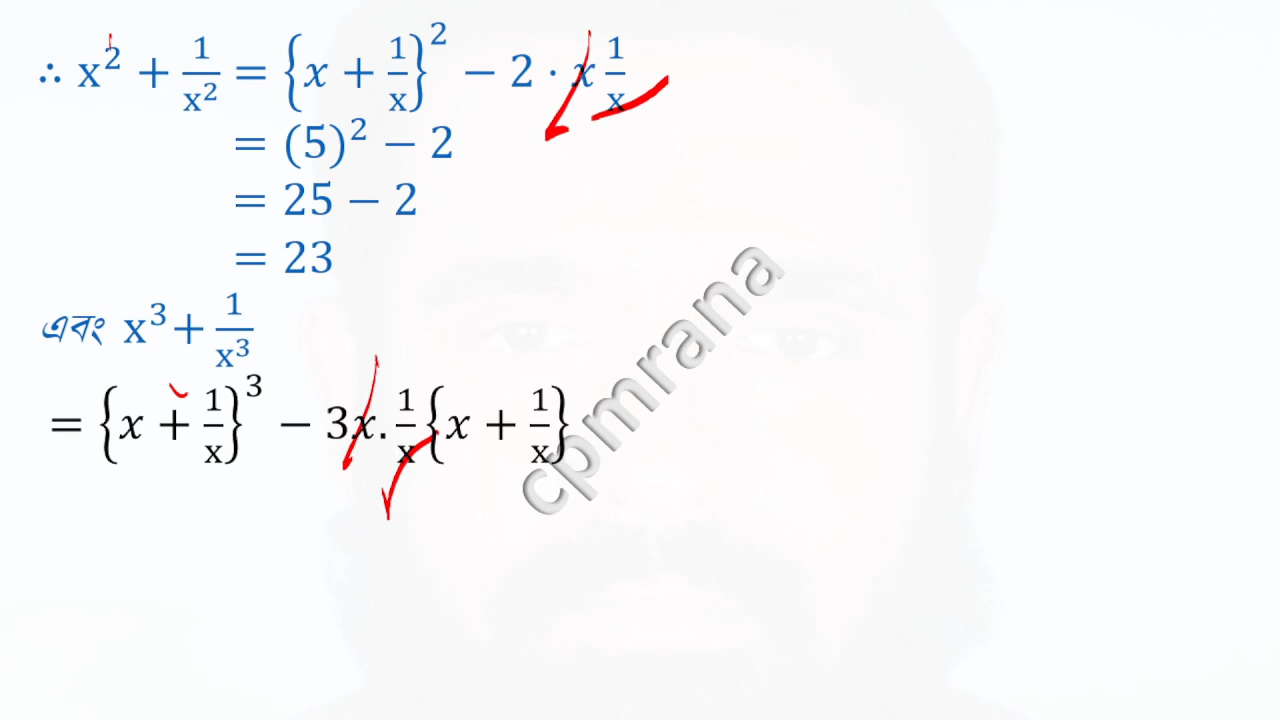 ∴ x² + 1/x² = {x + 1/x}² − 2 · x 1/x
= (5)² − 2
= 25 − 2
= 23
এবং x³+ 1/x³
= {x + 1/x}³ − 3x. 1/x {x + 1/x}
cpmrana